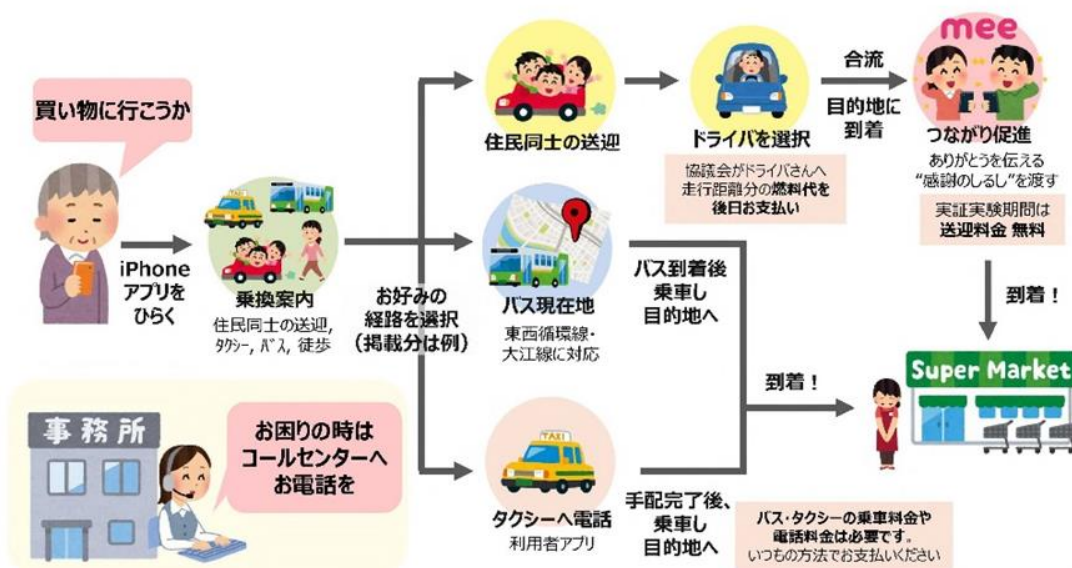 買い物に行こうか
iPhone
アプリを
ひらく
乗換案内
住民同士の送迎,
タクシー, バス, 徒歩
お好みの
経路を選択
（掲載分は例）
住民同士の送迎
ドライバを選択
協議会がドライバさんへ
走行距離分の燃料代を
後日お支払い
合流
目的地に
到着
mee
つながり促進
ありがとうを伝える
“感謝のしるし”を渡す
実証実験期間は
送迎料金 無料
到着！
バス現在地
東西循環線・
大江線に対応
バス到着後
乗車し
目的地へ
到着！
Super Market
TAXI
タクシーへ電話
利用者アプリ
手配完了後、
乗車し
目的地へ
バス・タクシーの乗車料金や
電話料金は必要です。
いつもの方法でお支払いください
事務所
お困りの時は
コールセンターへ
お電話を